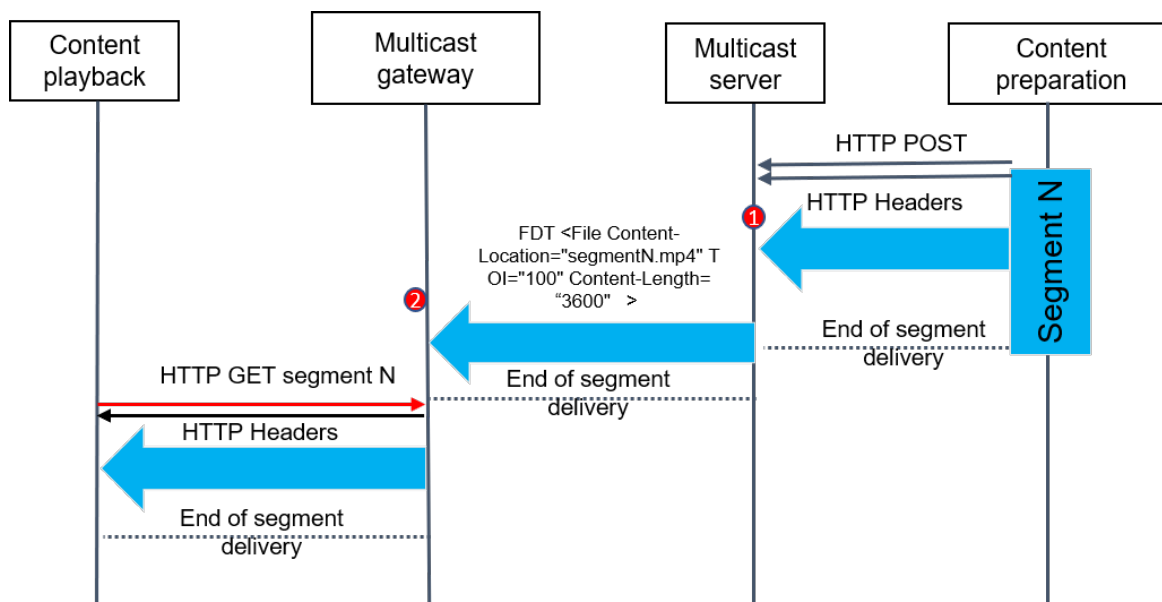 Content
playback
Multicast
gateway
Multicast
server
Content
preparation
HTTP POST
HTTP Headers
Segment N
1
FDT <File Content-
Location="segmentN.mp4" T
OI="100" Content-Length=
“3600" >
2
End of segment
delivery
End of segment
delivery
HTTP GET segment N
HTTP Headers
End of segment
delivery